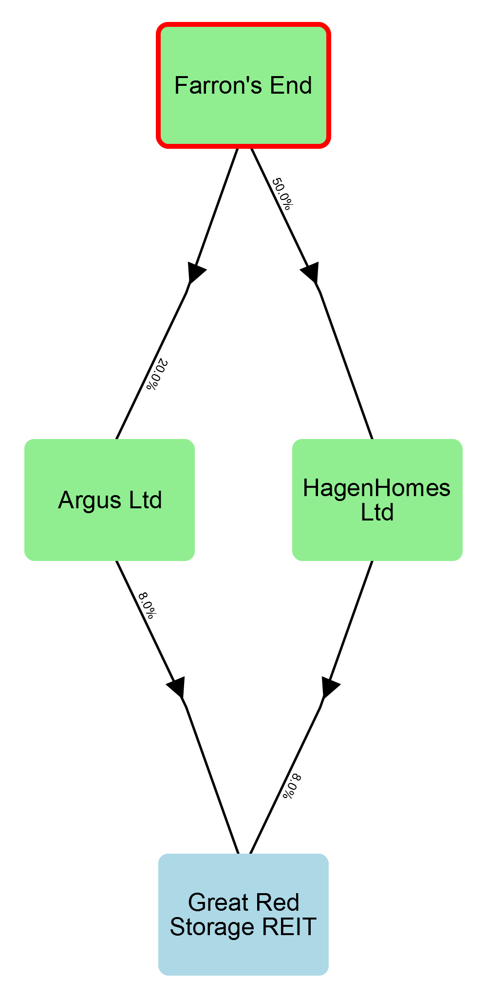 Farron's End
50.0%
20.0%
Argus Ltd
HagenHomes
Ltd
8.0%
8.0%
Great Red
Storage REIT